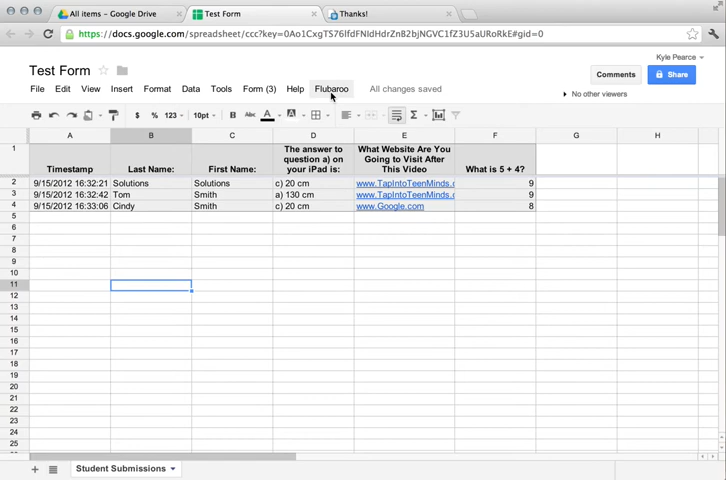 All items - Google Drive
Test Form
Thanks!
https://docs.google.com/spreadsheet/ccc?key=0Ao1CxgTS76lfdFNIdHdrZnB2bjNGVC1fZ3U5aURoRkE#gid=0
Kyle Pearce
Test Form
Comments
Share
File Edit View Insert Format Data Tools Form (3) Help Flubaroo All changes saved
No other viewers
$ % 123 10pt B Abc A A Σ
A B C D E F G H
1
Timestamp
Last Name:
First Name:
The answer to
question a) on
your iPad is:
What Website Are You
Going to Visit After
This Video
What is 5 + 4?
2 9/15/2012 16:32:21 Solutions Solutions c) 20 cm www.TapIntoTeenMinds.c 9
3 9/15/2012 16:32:42 Tom Smith a) 130 cm www.TapIntoTeenMinds.c 9
4 9/15/2012 16:33:06 Cindy Smith c) 20 cm www.Google.com 8
5
6
7
8
9
10
11
12
13
14
15
16
17
18
19
20
21
22
23
24
25
Student Submissions